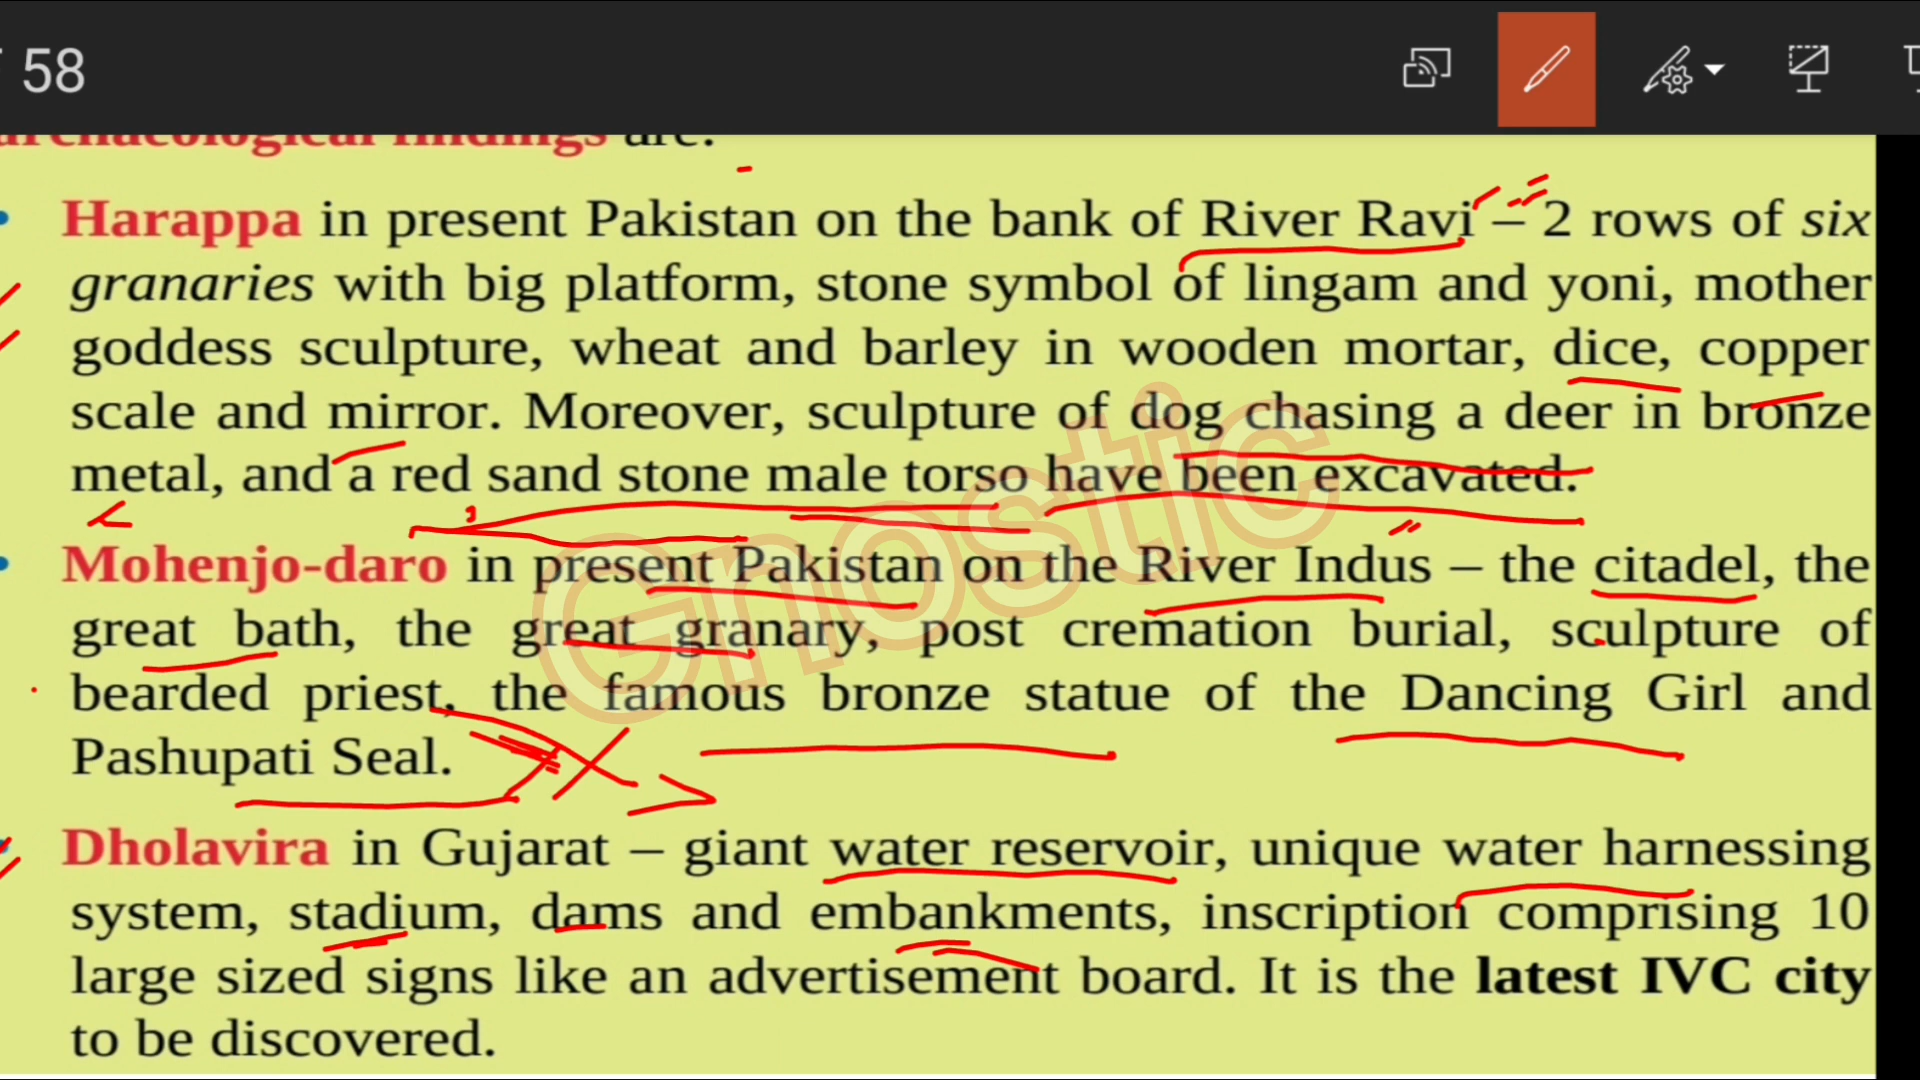 58
archaeological findings are:
Harappa in present Pakistan on the bank of River Ravi – 2 rows of six
granaries with big platform, stone symbol of lingam and yoni, mother
goddess sculpture, wheat and barley in wooden mortar, dice, copper
scale and mirror. Moreover, sculpture of dog chasing a deer in bronze
metal, and a red sand stone male torso have been excavated.
Mohenjo-daro in present Pakistan on the River Indus – the citadel, the
great bath, the great granary, post cremation burial, sculpture of
bearded priest, the famous bronze statue of the Dancing Girl and
Pashupati Seal.
Dholavira in Gujarat – giant water reservoir, unique water harnessing
system, stadium, dams and embankments, inscription comprising 10
large sized signs like an advertisement board. It is the latest IVC city
to be discovered.
Gnostic